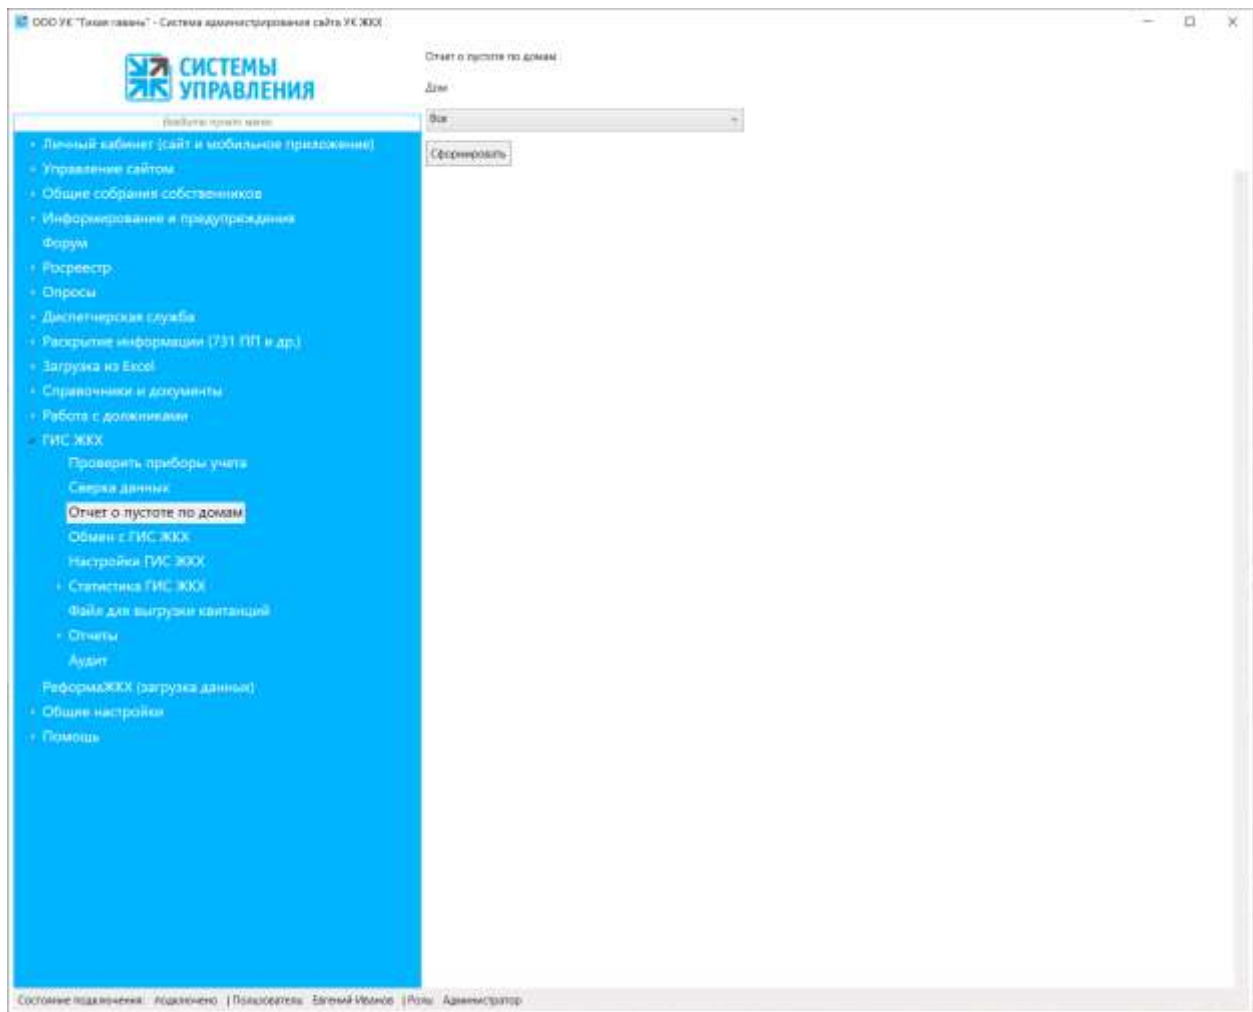 ООО УК "Тихая гавань" - Система администрирования сайта УК ЖКХ
СИСТЕМЫ
УПРАВЛЕНИЯ
Отчет о пустоте по домам
Дом
Все
Сформировать
Личный кабинет (сайт и мобильное приложение)
Управление сайтом
Общие собрания собственников
Информирование и предупреждения
Форум
Росреестр
Опросы
Диспетчерская служба
Раскрытие информации (731 ПП и др.)
Загрузка из Excel
Справочники и документы
Работа с должниками
ГИС ЖКХ
Проверить приборы учета
Сверка данных
Отчет о пустоте по домам
Обмен с ГИС ЖКХ
Настройки ГИС ЖКХ
Статистика ГИС ЖКХ
Файл для выгрузки квитанций
Отчеты
Аудит
РеформаЖКХ (загрузка данных)
Общие настройки
Помощь
Состояние подключения: подключено | Пользователь: Евгений Иванов | Роль: Администратор